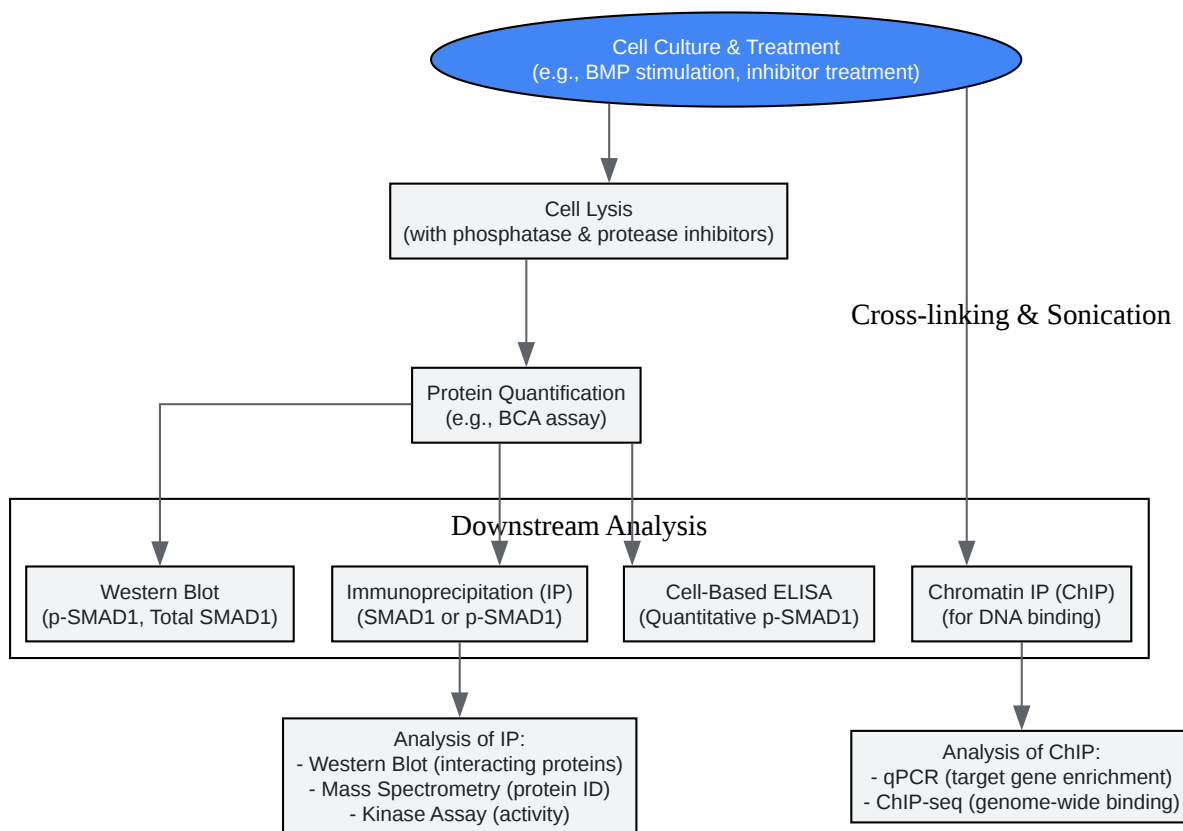 Cell Culture & Treatment
(e.g., BMP stimulation, inhibitor treatment)
Cell Lysis
(with phosphatase & protease inhibitors)
Cross-linking & Sonication
Protein Quantification
(e.g., BCA assay)
Downstream Analysis
Western Blot
(p-SMAD1, Total SMAD1)
Immunoprecipitation (IP)
(SMAD1 or p-SMAD1)
Cell-Based ELISA
(Quantitative p-SMAD1)
Chromatin IP (ChIP)
(for DNA binding)
Analysis of IP:
- Western Blot (interacting proteins)
- Mass Spectrometry (protein ID)
- Kinase Assay (activity)
Analysis of ChIP:
- qPCR (target gene enrichment)
- ChIP-seq (genome-wide binding)